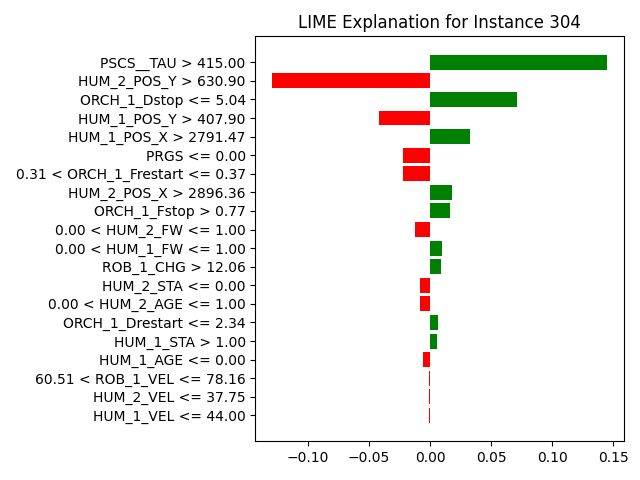 LIME Explanation for Instance 304
PSCS__TAU > 415.00
HUM_2_POS_Y > 630.90
ORCH_1_Dstop <= 5.04
HUM_1_POS_Y > 407.90
HUM_1_POS_X > 2791.47
PRGS <= 0.00
0.31 < ORCH_1_Frestart <= 0.37
HUM_2_POS_X > 2896.36
ORCH_1_Fstop > 0.77
0.00 < HUM_2_FW <= 1.00
0.00 < HUM_1_FW <= 1.00
ROB_1_CHG > 12.06
HUM_2_STA <= 0.00
0.00 < HUM_2_AGE <= 1.00
ORCH_1_Drestart <= 2.34
HUM_1_STA > 1.00
HUM_1_AGE <= 0.00
60.51 < ROB_1_VEL <= 78.16
HUM_2_VEL <= 37.75
HUM_1_VEL <= 44.00
−0.10 −0.05 0.00 0.05 0.10 0.15